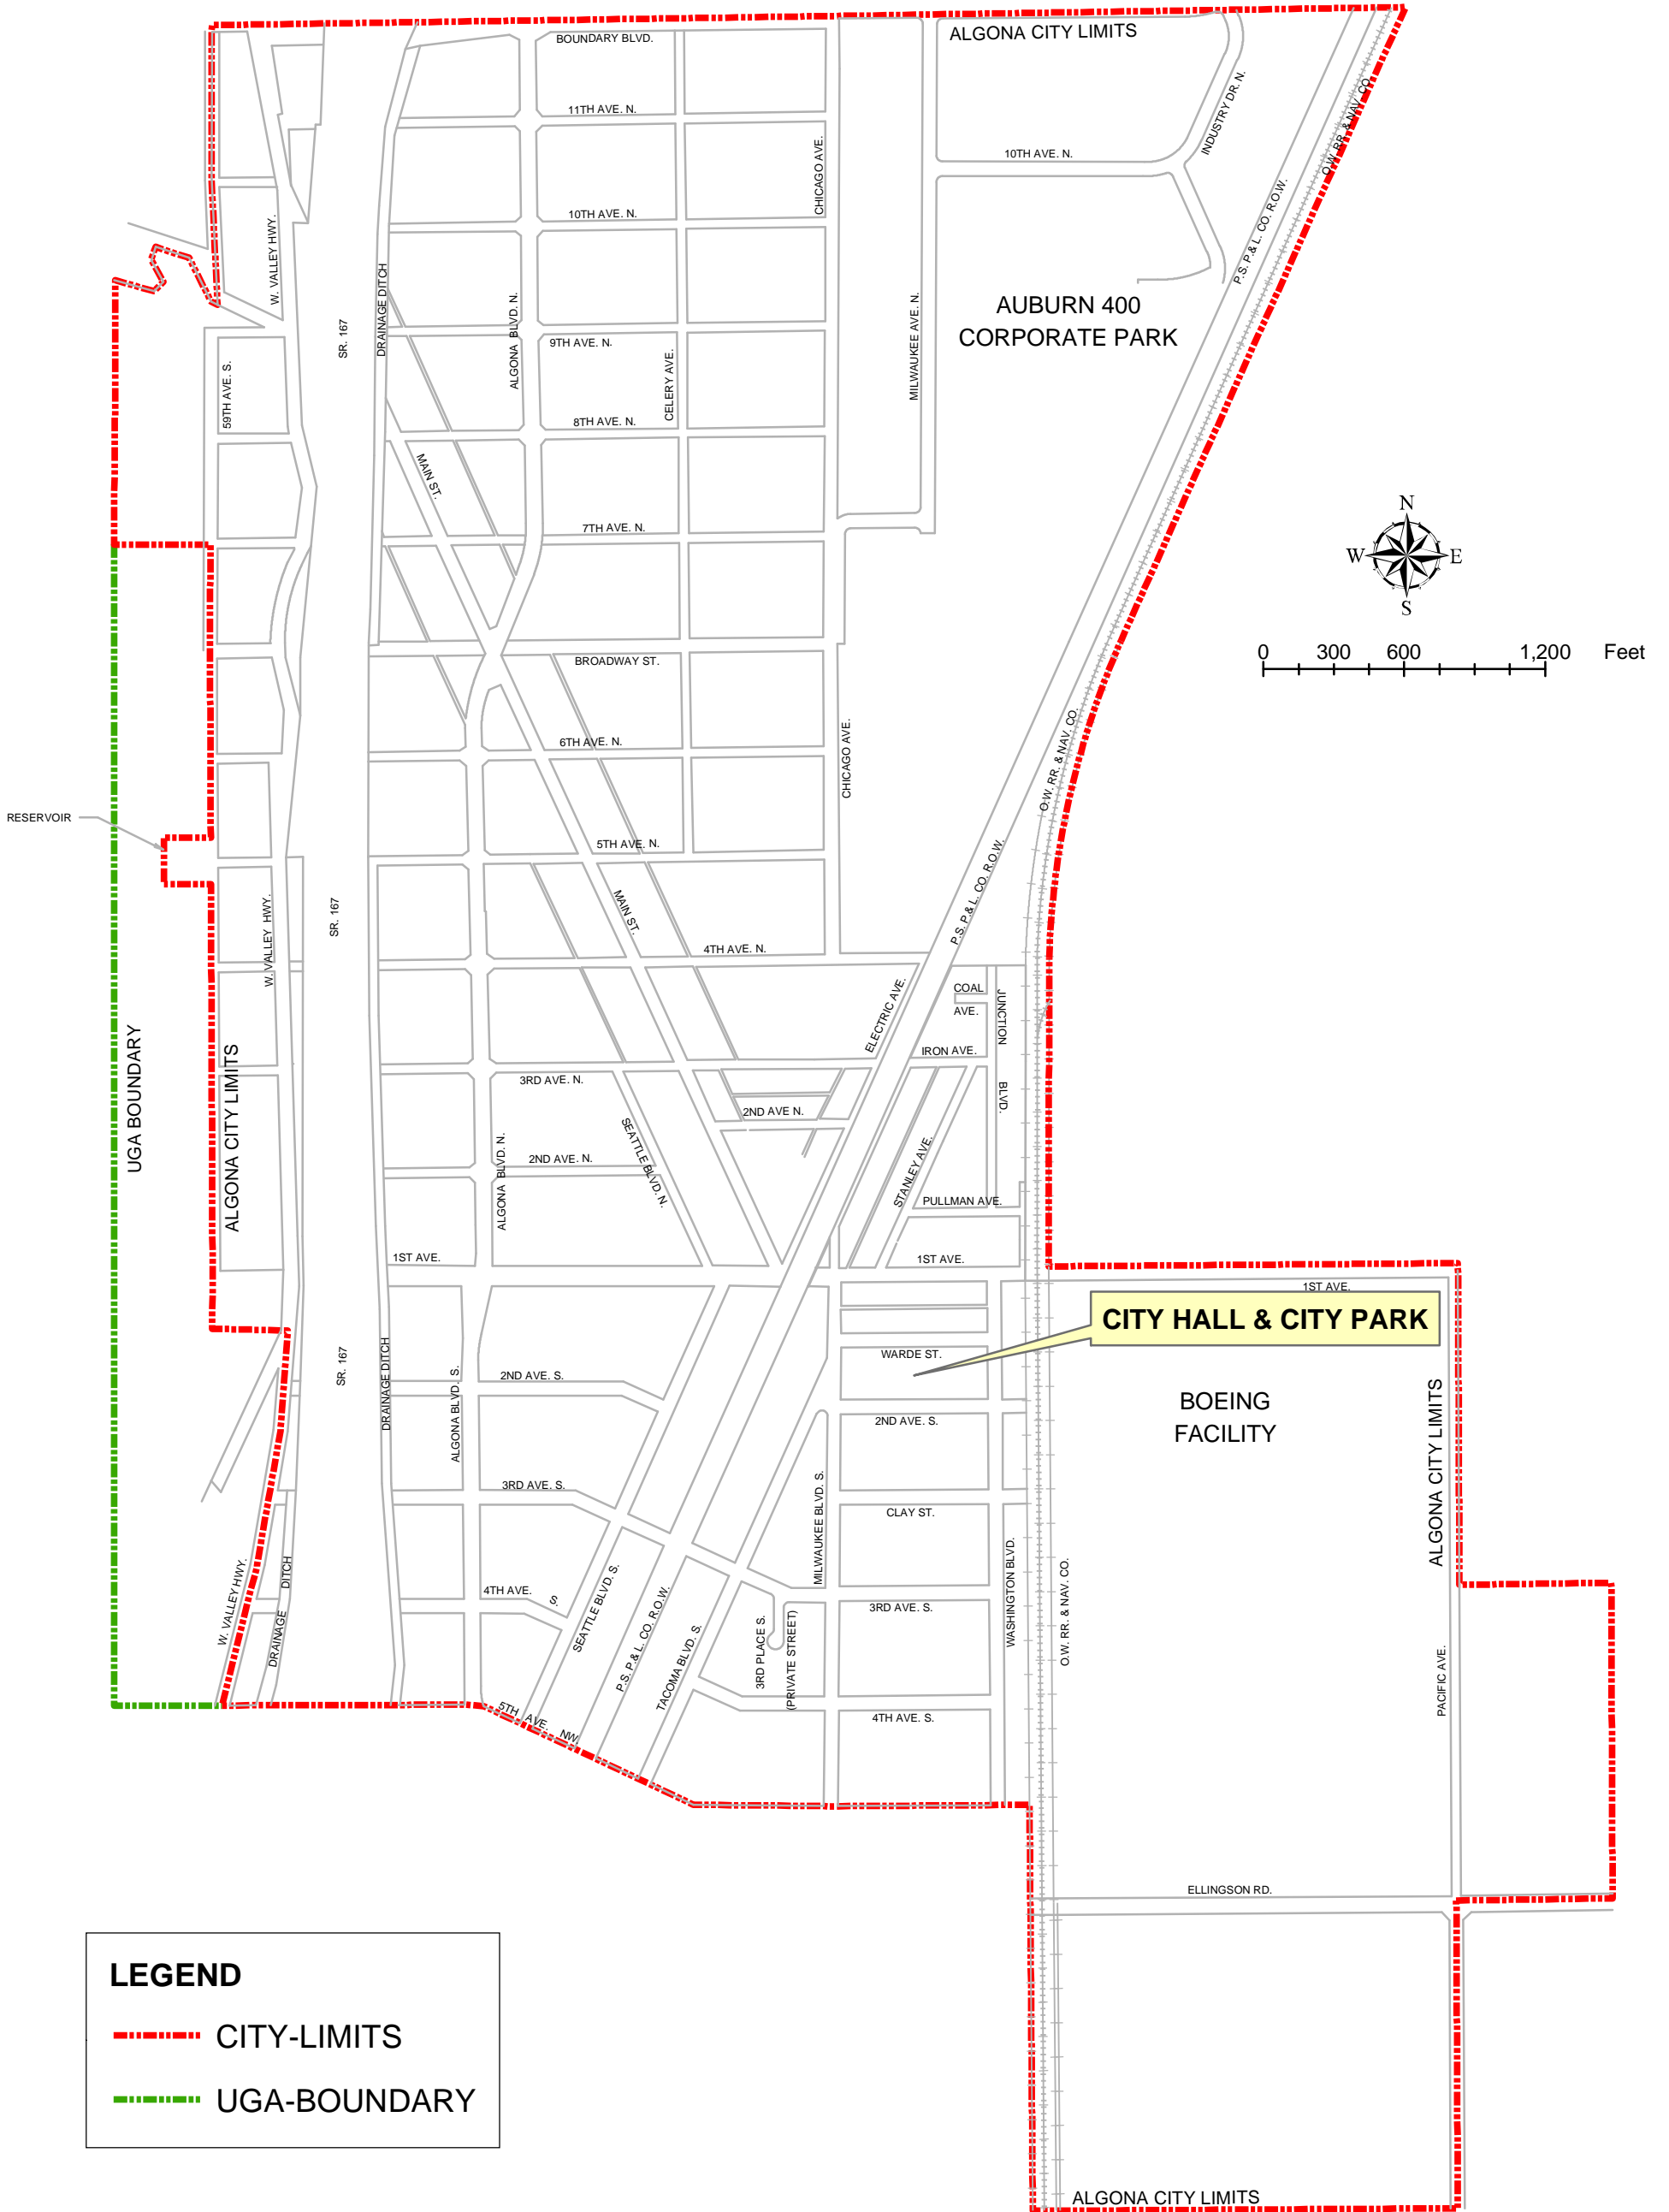 ALGONA CITY LIMITS
BOUNDARY BLVD.
11TH AVE. N.
CHICAGO AVE.
10TH AVE. N.
INDUSTRY DR. N.
O.W. RR. & NAV. CO.
P.S. P.& L. CO. R.O.W.
10TH AVE. N.
W. VALLEY HWY.
SR. 167
DRAINAGE DITCH
ALGONA BLVD. N.
9TH AVE. N.
CELERY AVE.
MILWAUKEE AVE. N.
AUBURN 400
CORPORATE PARK
59TH AVE. S.
8TH AVE. N.
MAIN ST.
7TH AVE. N.
N
W
E
S
0 300 600 1,200 Feet
BROADWAY ST.
6TH AVE. N.
CHICAGO AVE.
O.W. RR. & NAV. CO.
RESERVOIR
5TH AVE. N.
MAIN ST.
4TH AVE. N.
P.S. P.& L. CO. R.O.W.
W. VALLEY HWY.
SR. 167
ELECTRIC AVE.
COAL
AVE.
JUNCTION
BLVD.
IRON AVE.
UGA BOUNDARY
ALGONA CITY LIMITS
3RD AVE. N.
2ND AVE N.
SEATTLE BLVD. N.
2ND AVE. N.
ALGONA BLVD. N.
STANLEY AVE.
PULLMAN AVE.
1ST AVE.
1ST AVE.
1ST AVE.
CITY HALL & CITY PARK
WARDE ST.
SR. 167
DRAINAGE DITCH
ALGONA BLVD. S.
2ND AVE. S.
2ND AVE. S.
BOEING
FACILITY
ALGONA CITY LIMITS
3RD AVE. S.
MILWAUKEE BLVD. S.
CLAY ST.
WASHINGTON BLVD.
O.W. RR. & NAV. CO.
W. VALLEY HWY.
DRAINAGE DITCH
4TH AVE. S.
SEATTLE BLVD. S.
P.S. P.& L. CO. R.O.W.
TACOMA BLVD. S.
3RD PLACE S.
(PRIVATE STREET)
3RD AVE. S.
PACIFIC AVE.
5TH AVE. NW.
4TH AVE. S.
ELLINGSON RD.
LEGEND
CITY-LIMITS
UGA-BOUNDARY
ALGONA CITY LIMITS